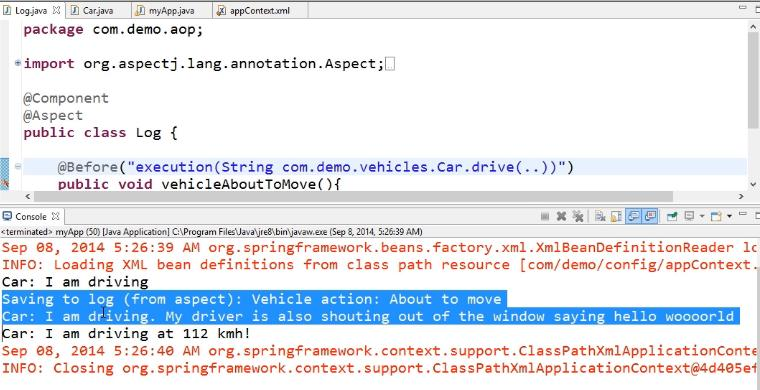 Log.java Car.java myApp.java appContext.xml
package com.demo.aop;
import org.aspectj.lang.annotation.Aspect;
@Component
@Aspect
public class Log {
@Before("execution(String com.demo.vehicles.Car.drive(..))")
public void vehicleAboutToMove(){
Console
<terminated> myApp (50) [Java Application] C:\Program Files\Java\jre8\bin\javaw.exe (Sep 8, 2014 5:26:39 AM)
Sep 08, 2014 5:26:39 AM org.springframework.beans.factory.xml.XmlBeanDefinitionReader lo
INFO: Loading XML bean definitions from class path resource [com/demo/config/appContext.
Car: I am driving
Saving to log (from aspect): Vehicle action: About to move
Car: I am driving. My driver is also shouting out of the window saying hello woooorld
Car: I am driving at 112 kmh!
Sep 08, 2014 5:26:40 AM org.springframework.context.support.ClassPathXmlApplicationConte
INFO: Closing org.springframework.context.support.ClassPathXmlApplicationContext@4d405ef